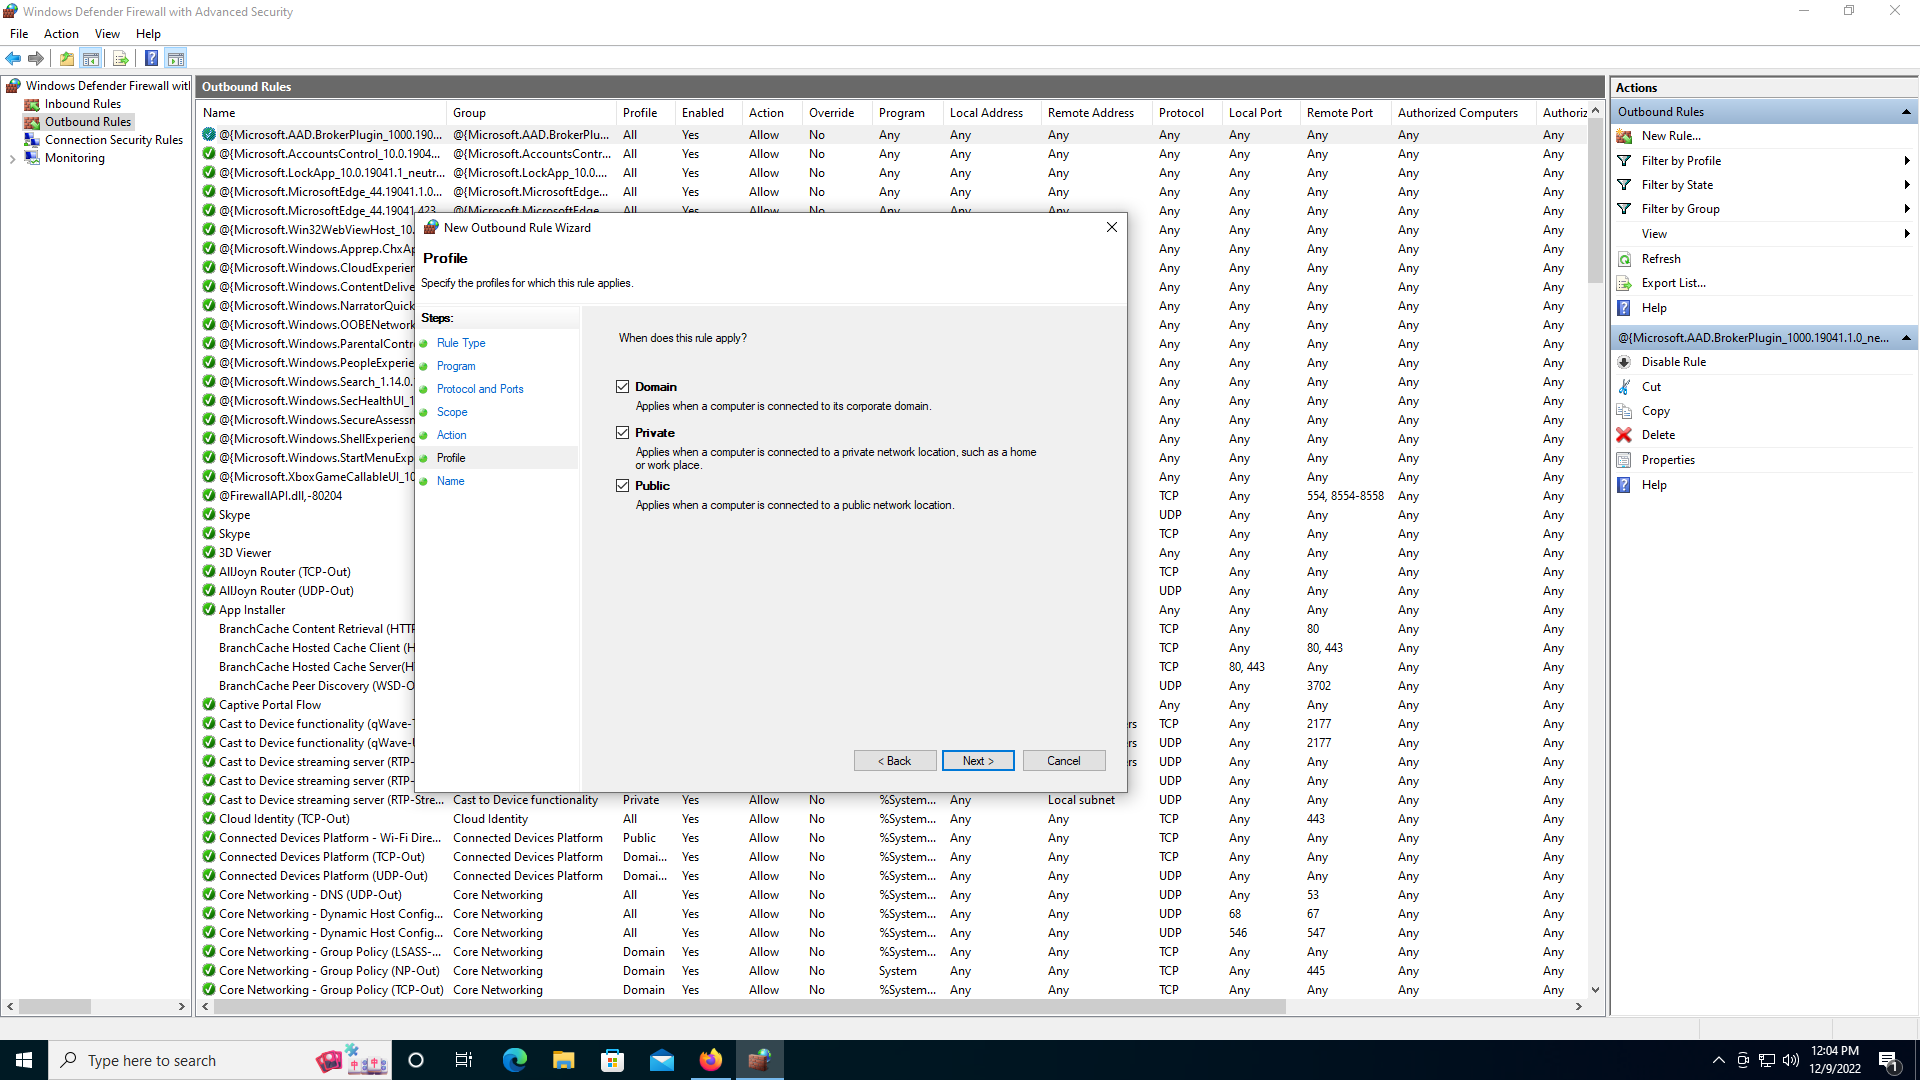 Windows Defender Firewall with Advanced Security
File Action View Help
Windows Defender Firewall wit
Inbound Rules
Outbound Rules
Connection Security Rules
Monitoring
Outbound Rules
Name Group Profile Enabled Action Override Program Local Address Remote Address Protocol Local Port Remote Port Authorized Computers Authoriz
@{Microsoft.AAD.BrokerPlugin_1000.190... @{Microsoft.AAD.BrokerPlu... All Yes Allow No Any Any Any Any Any Any Any Any
@{Microsoft.AccountsControl_10.0.1904... @{Microsoft.AccountsContr... All Yes Allow No Any Any Any Any Any Any Any Any
@{Microsoft.LockApp_10.0.19041.1_neutr... @{Microsoft.LockApp_10.0.... All Yes Allow No Any Any Any Any Any Any Any Any
@{Microsoft.MicrosoftEdge_44.19041.1.0... @{Microsoft.MicrosoftEdge... All Yes Allow No Any Any Any Any Any Any Any Any
@{Microsoft.MicrosoftEdge_44.19041.423 @{Microsoft.MicrosoftEdge All Yes Allow No Any Any Any Any Any Any Any Any
@{Microsoft.Win32WebViewHost_10. Any Any Any Any Any
@{Microsoft.Windows.Apprep.ChxAp Any Any Any Any Any
@{Microsoft.Windows.CloudExperien Any Any Any Any Any
@{Microsoft.Windows.ContentDelive Any Any Any Any Any
@{Microsoft.Windows.NarratorQuick Any Any Any Any Any
@{Microsoft.Windows.OOBENetwork Any Any Any Any Any
@{Microsoft.Windows.ParentalContr Any Any Any Any Any
@{Microsoft.Windows.PeopleExperie Any Any Any Any Any
@{Microsoft.Windows.Search_1.14.0. Any Any Any Any Any
@{Microsoft.Windows.SecHealthUI_1 Any Any Any Any Any
@{Microsoft.Windows.SecureAssessn Any Any Any Any Any
@{Microsoft.Windows.ShellExperienc Any Any Any Any Any
@{Microsoft.Windows.StartMenuExp Any Any Any Any Any
@{Microsoft.XboxGameCallableUI_10 Any Any Any Any Any
@FirewallAPI.dll,-80204 TCP Any 554, 8554-8558 Any Any
Skype UDP Any Any Any Any
Skype TCP Any Any Any Any
3D Viewer Any Any Any Any Any
AllJoyn Router (TCP-Out) TCP Any Any Any Any
AllJoyn Router (UDP-Out) UDP Any Any Any Any
App Installer Any Any Any Any Any
BranchCache Content Retrieval (HTTP TCP Any 80 Any Any
BranchCache Hosted Cache Client (H TCP Any 80, 443 Any Any
BranchCache Hosted Cache Server(H TCP 80, 443 Any Any Any
BranchCache Peer Discovery (WSD-O UDP Any 3702 Any Any
Captive Portal Flow Any Any Any Any Any
Cast to Device functionality (qWave-T ers TCP Any 2177 Any Any
Cast to Device functionality (qWave-U ers UDP Any 2177 Any Any
Cast to Device streaming server (RTP- ers UDP Any Any Any Any
Cast to Device streaming server (RTP- UDP Any Any Any Any
Cast to Device streaming server (RTP-Stre... Cast to Device functionality Private Yes Allow No %System... Any Local subnet UDP Any Any Any Any
Cloud Identity (TCP-Out) Cloud Identity All Yes Allow No %System... Any Any TCP Any 443 Any Any
Connected Devices Platform - Wi-Fi Dire... Connected Devices Platform Public Yes Allow No %System... Any Any TCP Any Any Any Any
Connected Devices Platform (TCP-Out) Connected Devices Platform Domai... Yes Allow No %System... Any Any TCP Any Any Any Any
Connected Devices Platform (UDP-Out) Connected Devices Platform Domai... Yes Allow No %System... Any Any UDP Any Any Any Any
Core Networking - DNS (UDP-Out) Core Networking All Yes Allow No %System... Any Any UDP Any 53 Any Any
Core Networking - Dynamic Host Config... Core Networking All Yes Allow No %System... Any Any UDP 68 67 Any Any
Core Networking - Dynamic Host Config... Core Networking All Yes Allow No %System... Any Any UDP 546 547 Any Any
Core Networking - Group Policy (LSASS-... Core Networking Domain Yes Allow No %System... Any Any TCP Any Any Any Any
Core Networking - Group Policy (NP-Out) Core Networking Domain Yes Allow No System Any Any TCP Any 445 Any Any
Core Networking - Group Policy (TCP-Out) Core Networking Domain Yes Allow No %System... Any Any TCP Any Any Any Any
New Outbound Rule Wizard
Profile
Specify the profiles for which this rule applies.
Steps:
Rule Type
Program
Protocol and Ports
Scope
Action
Profile
Name
When does this rule apply?
Domain
Applies when a computer is connected to its corporate domain.
Private
Applies when a computer is connected to a private network location, such as a home
or work place.
Public
Applies when a computer is connected to a public network location.
< Back Next > Cancel
Actions
Outbound Rules
New Rule...
Filter by Profile
Filter by State
Filter by Group
View
Refresh
Export List...
Help
@{Microsoft.AAD.BrokerPlugin_1000.19041.1.0_ne...
Disable Rule
Cut
Copy
Delete
Properties
Help
Type here to search
12:04 PM
12/9/2022
1